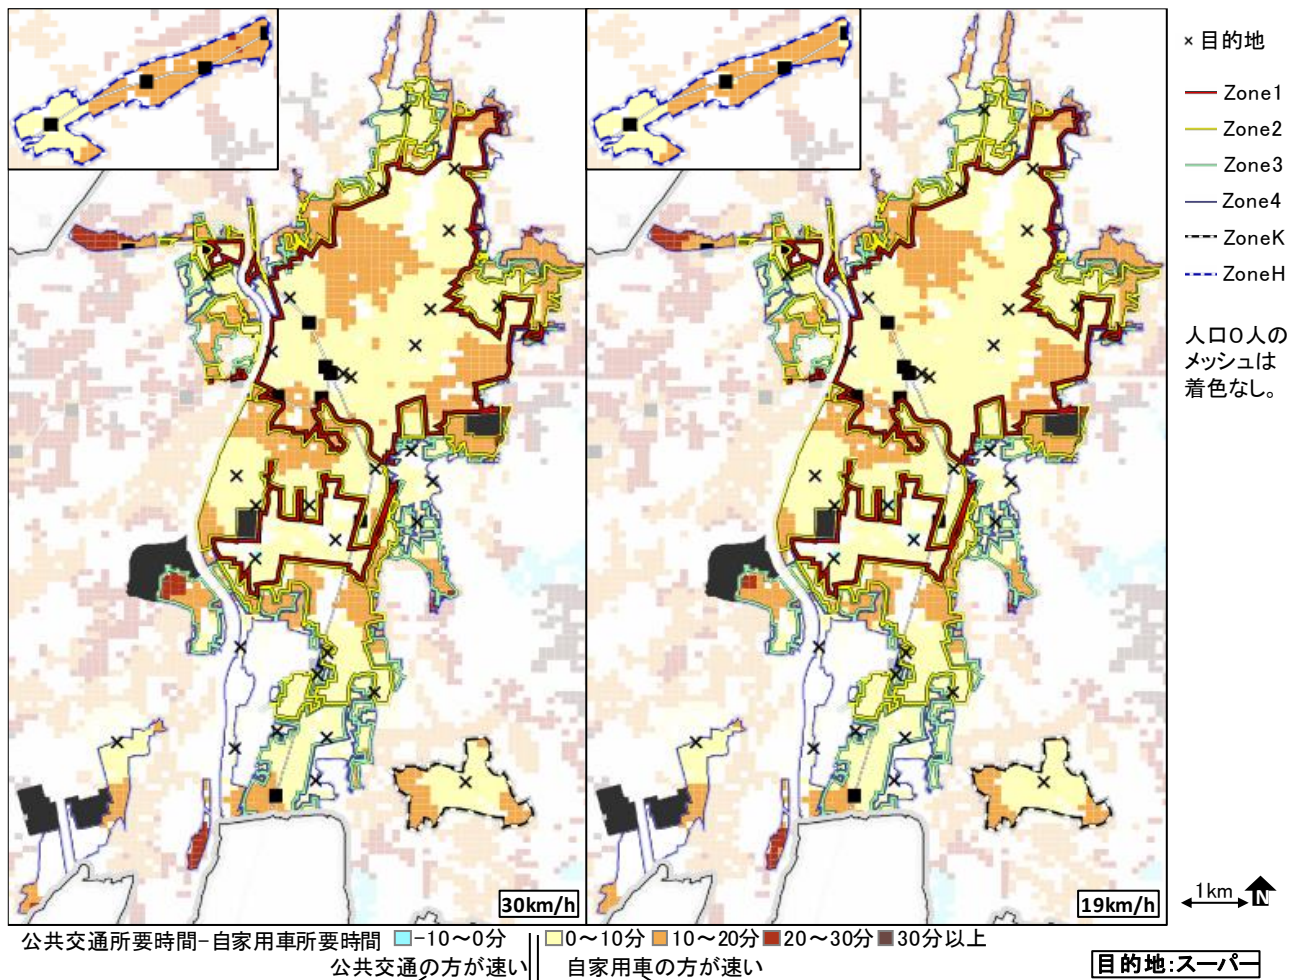 ×目的地
Zone1
Zone2
Zone3
Zone4
ZoneK
ZoneH
人口0人の
メッシュは
着色なし。
30km/h
19km/h
1km
N
公共交通所要時間-自家用車所要時間 -10～0分 0～10分 10～20分 20～30分 30分以上
公共交通の方が速い 自家用車の方が速い
目的地:スーパー